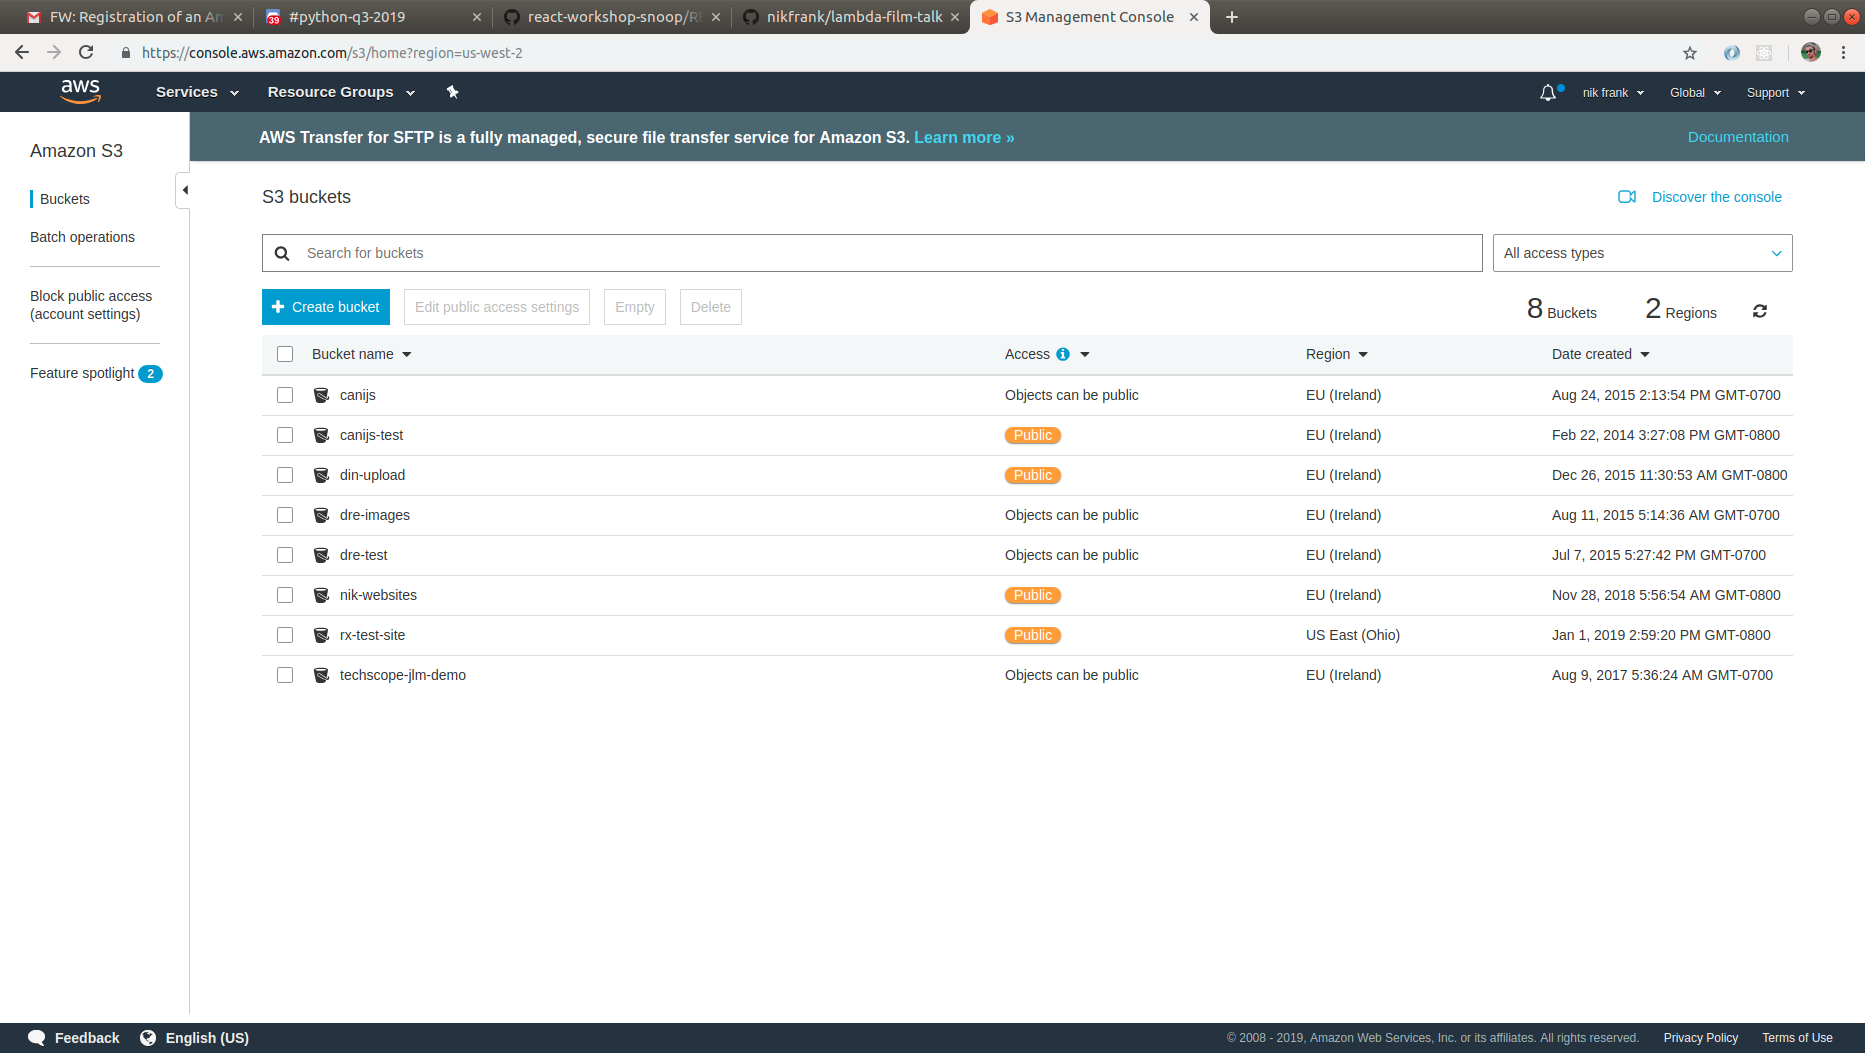 FW: Registration of an Am
39 #python-q3-2019
react-workshop-snoop/RE
nikfrank/lambda-film-talk
S3 Management Console
https://console.aws.amazon.com/s3/home?region=us-west-2
aws Services Resource Groups nik frank Global Support
AWS Transfer for SFTP is a fully managed, secure file transfer service for Amazon S3. Learn more » Documentation
Amazon S3
Buckets
Batch operations
Block public access
(account settings)
Feature spotlight 2
S3 buckets Discover the console
Search for buckets All access types
Create bucket Edit public access settings Empty Delete 8 Buckets 2 Regions
Bucket name Access Region Date created
canijs Objects can be public EU (Ireland) Aug 24, 2015 2:13:54 PM GMT-0700
canijs-test Public EU (Ireland) Feb 22, 2014 3:27:08 PM GMT-0800
din-upload Public EU (Ireland) Dec 26, 2015 11:30:53 AM GMT-0800
dre-images Objects can be public EU (Ireland) Aug 11, 2015 5:14:36 AM GMT-0700
dre-test Objects can be public EU (Ireland) Jul 7, 2015 5:27:42 PM GMT-0700
nik-websites Public EU (Ireland) Nov 28, 2018 5:56:54 AM GMT-0800
rx-test-site Public US East (Ohio) Jan 1, 2019 2:59:20 PM GMT-0800
techscope-jlm-demo Objects can be public EU (Ireland) Aug 9, 2017 5:36:24 AM GMT-0700
Feedback English (US) © 2008 - 2019, Amazon Web Services, Inc. or its affiliates. All rights reserved. Privacy Policy Terms of Use